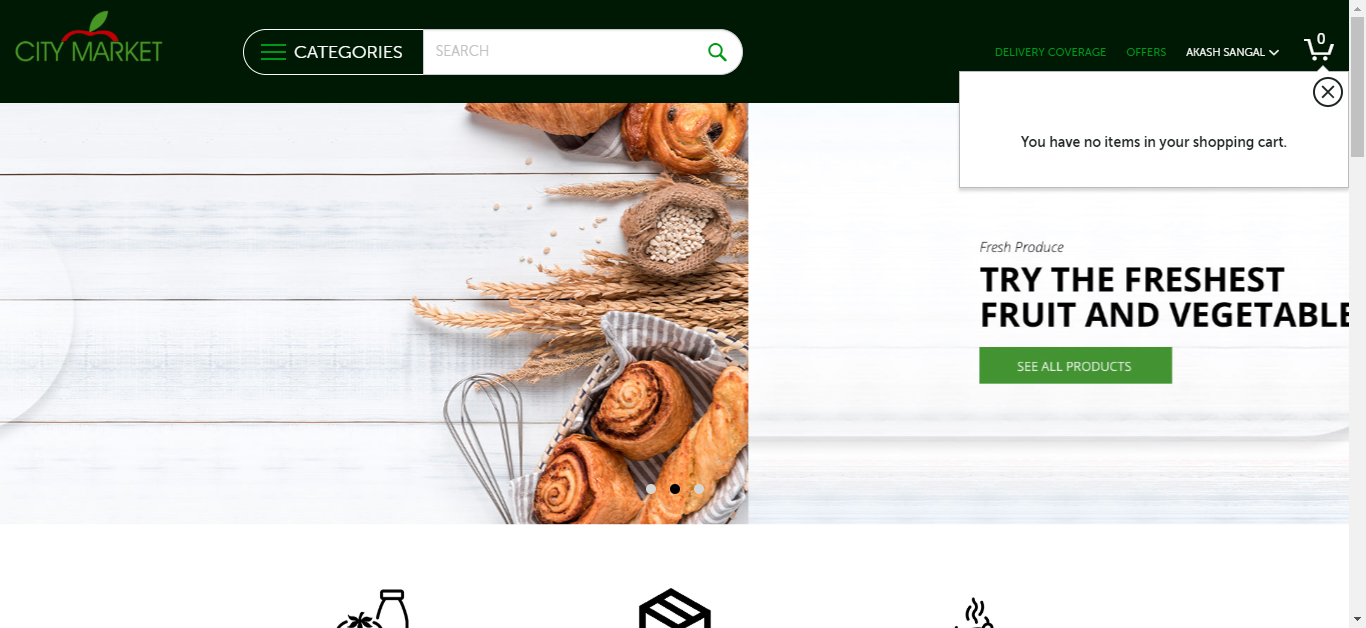 CITY MARKET
CATEGORIES
SEARCH
DELIVERY COVERAGE
OFFERS
AKASH SANGAL
0
You have no items in your shopping cart.
Fresh Produce
TRY THE FRESHEST
FRUIT AND VEGETABLE
SEE ALL PRODUCTS